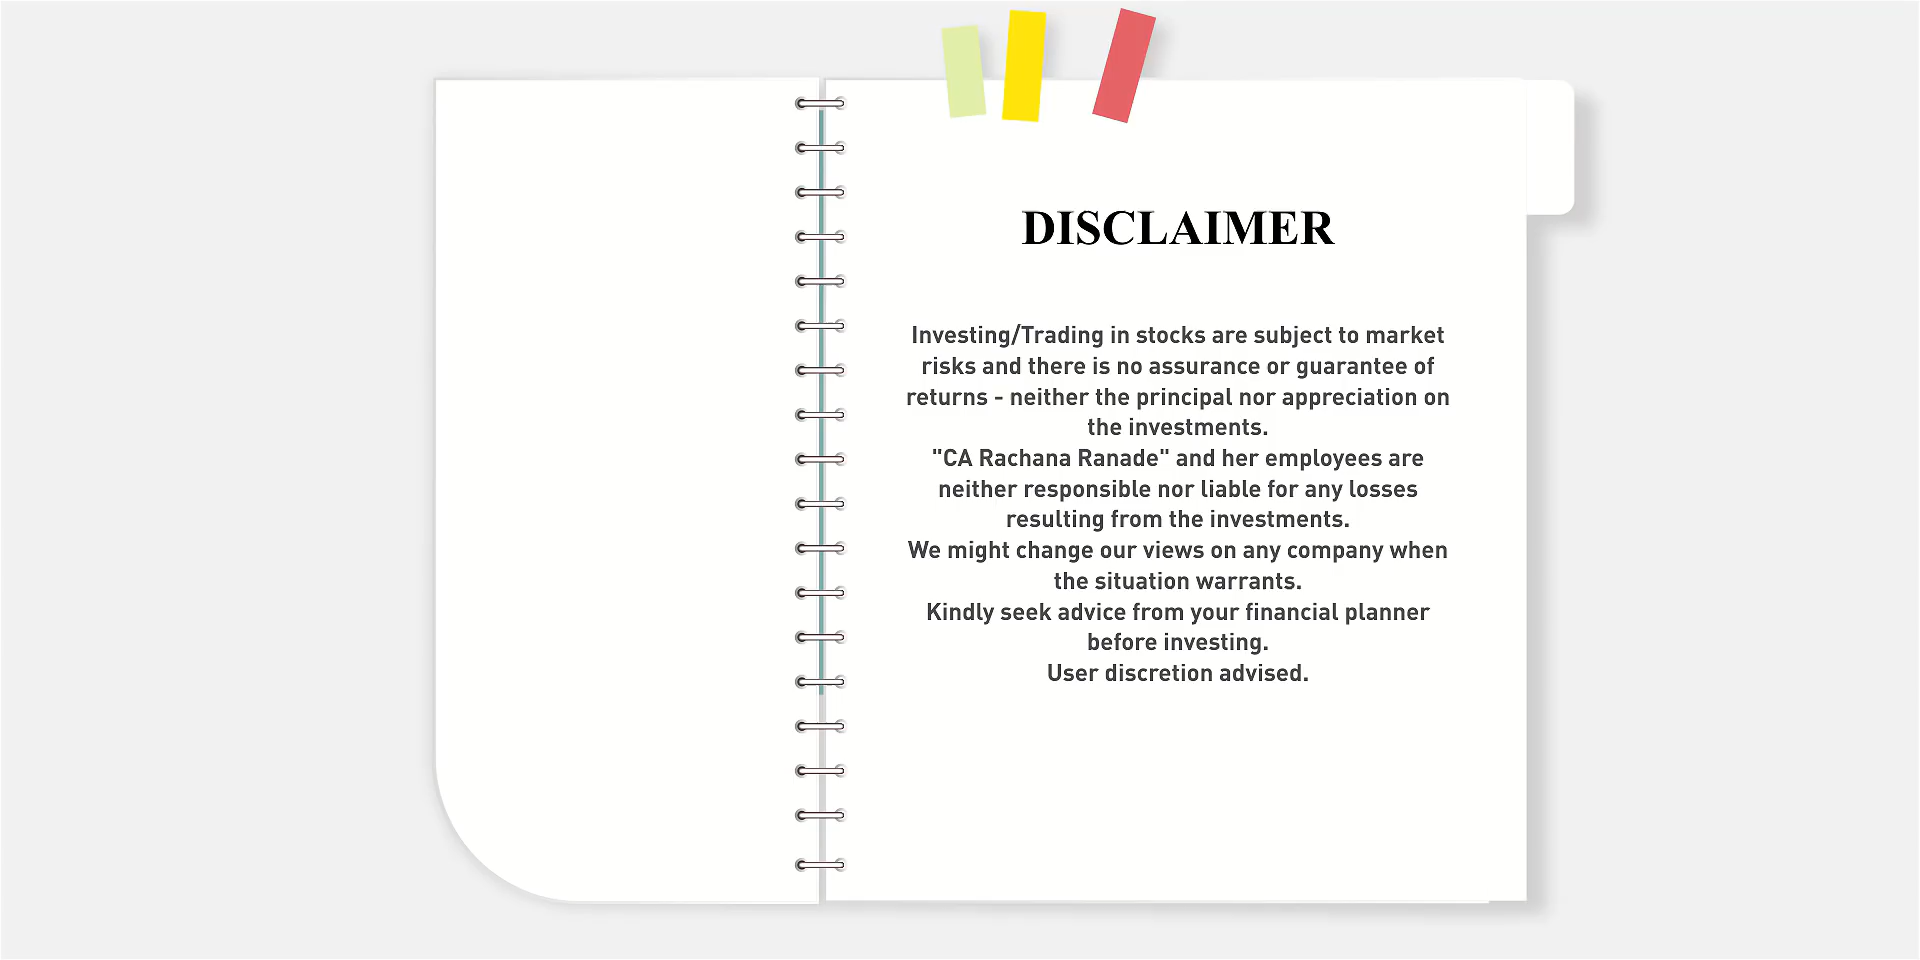 DISCLAIMER
Investing/Trading in stocks are subject to market
risks and there is no assurance or guarantee of
returns - neither the principal nor appreciation on
the investments.
"CA Rachana Ranade" and her employees are
neither responsible nor liable for any losses
resulting from the investments.
We might change our views on any company when
the situation warrants.
Kindly seek advice from your financial planner
before investing.
User discretion advised.